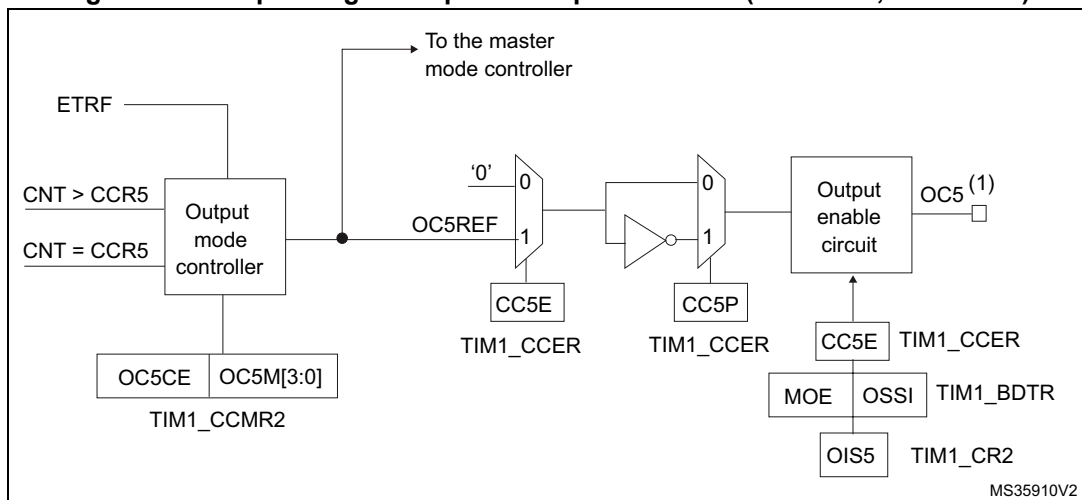 To the master
mode controller
ETRF
CNT > CCR5
CNT = CCR5
Output
mode
controller
OC5REF
'0'
0
1
0
1
Output
enable
circuit
OC5 (1)
CC5E
TIM1_CCER
CC5P
TIM1_CCER
CC5E
TIM1_CCER
OC5CE
OC5M[3:0]
TIM1_CCMR2
MOE
OSSI
TIM1_BDTR
OIS5
TIM1_CR2
MS35910V2